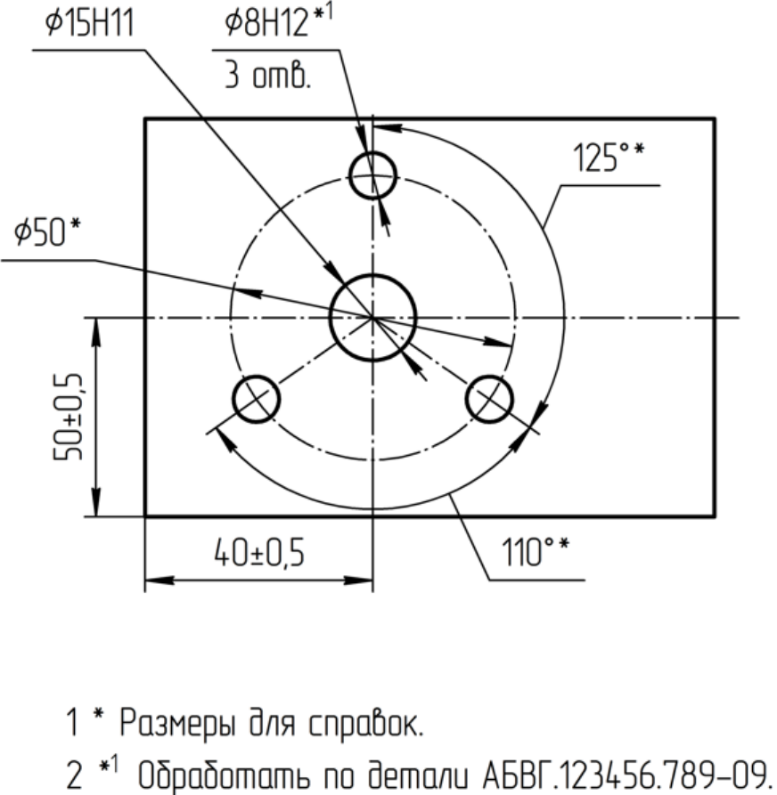 ⌀15H11
⌀8H12*¹
3 отв.
125°*
⌀50*
50±0,5
40±0,5
110°*
1 * Размеры для справок.
2 *¹ Обработать по детали АБВГ.123456.789–09.